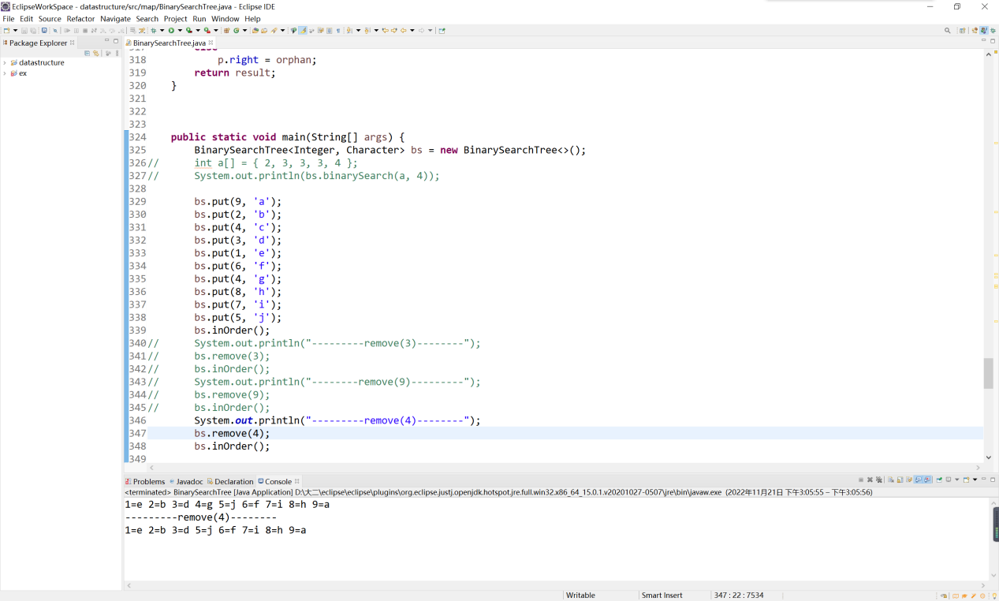 EclipseWorkSpace - datastructure/src/map/BinarySearchTree.java - Eclipse IDE
File Edit Source Refactor Navigate Search Project Run Window Help
Package Explorer
BinarySearchTree.java
datastructure
ex
317 else
318 p.right = orphan;
319 return result;
320 }
321
322
323
324 public static void main(String[] args) {
325 BinarySearchTree<Integer, Character> bs = new BinarySearchTree<>();
326 // int a[] = { 2, 3, 3, 3, 4 };
327 // System.out.println(bs.binarySearch(a, 4));
328
329 bs.put(9, 'a');
330 bs.put(2, 'b');
331 bs.put(4, 'c');
332 bs.put(3, 'd');
333 bs.put(1, 'e');
334 bs.put(6, 'f');
335 bs.put(4, 'g');
336 bs.put(8, 'h');
337 bs.put(7, 'i');
338 bs.put(5, 'j');
339 bs.inOrder();
340 // System.out.println("---------remove(3)--------");
341 // bs.remove(3);
342 // bs.inOrder();
343 // System.out.println("--------remove(9)---------");
344 // bs.remove(9);
345 // bs.inOrder();
346 System.out.println("---------remove(4)--------");
347 bs.remove(4);
348 bs.inOrder();
349
Problems Javadoc Declaration Console
<terminated> BinarySearchTree [Java Application] D:\大二\eclipse\eclipse\plugins\org.eclipse.justj.openjdk.hotspot.jre.full.win32.x86_64_15.0.1.v20201027-0507\jre\bin\javaw.exe (2022年11月21日 下午3:05:55 – 下午3:05:56)
1=e 2=b 3=d 4=g 5=j 6=f 7=i 8=h 9=a
---------remove(4)--------
1=e 2=b 3=d 5=j 6=f 7=i 8=h 9=a
Writable Smart Insert 347 : 22 : 7534